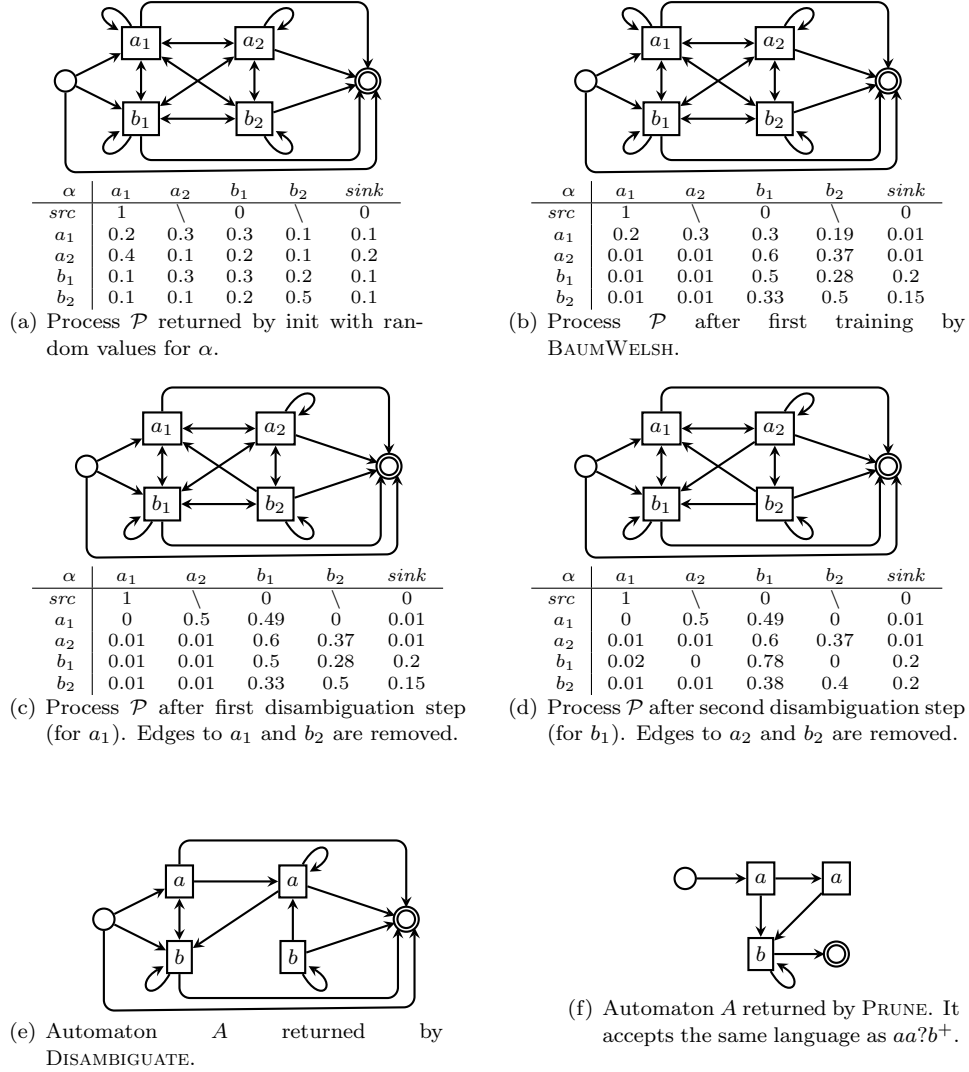 a1 a2
b1 b2
α a1 a2 b1 b2 sink
src 1 \ 0 \ 0
a1 0.2 0.3 0.3 0.1 0.1
a2 0.4 0.1 0.2 0.1 0.2
b1 0.1 0.3 0.3 0.2 0.1
b2 0.1 0.1 0.2 0.5 0.1
(a) Process P returned by init with ran-
dom values for α.
a1 a2
b1 b2
α a1 a2 b1 b2 sink
src 1 \ 0 \ 0
a1 0.2 0.3 0.3 0.19 0.01
a2 0.01 0.01 0.6 0.37 0.01
b1 0.01 0.01 0.5 0.28 0.2
b2 0.01 0.01 0.33 0.5 0.15
(b) Process P after first training by
BAUMWELSH.
a1 a2
b1 b2
α a1 a2 b1 b2 sink
src 1 \ 0 \ 0
a1 0 0.5 0.49 0 0.01
a2 0.01 0.01 0.6 0.37 0.01
b1 0.01 0.01 0.5 0.28 0.2
b2 0.01 0.01 0.33 0.5 0.15
(c) Process P after first disambiguation step
(for a1). Edges to a1 and b2 are removed.
a1 a2
b1 b2
α a1 a2 b1 b2 sink
src 1 \ 0 \ 0
a1 0 0.5 0.49 0 0.01
a2 0.01 0.01 0.6 0.37 0.01
b1 0.02 0 0.78 0 0.2
b2 0.01 0.01 0.38 0.4 0.2
(d) Process P after second disambiguation step
(for b1). Edges to a2 and b2 are removed.
a a
b b
(e) Automaton A returned by
DISAMBIGUATE.
a a
b
(f) Automaton A returned by PRUNE. It
accepts the same language as aa?b+.